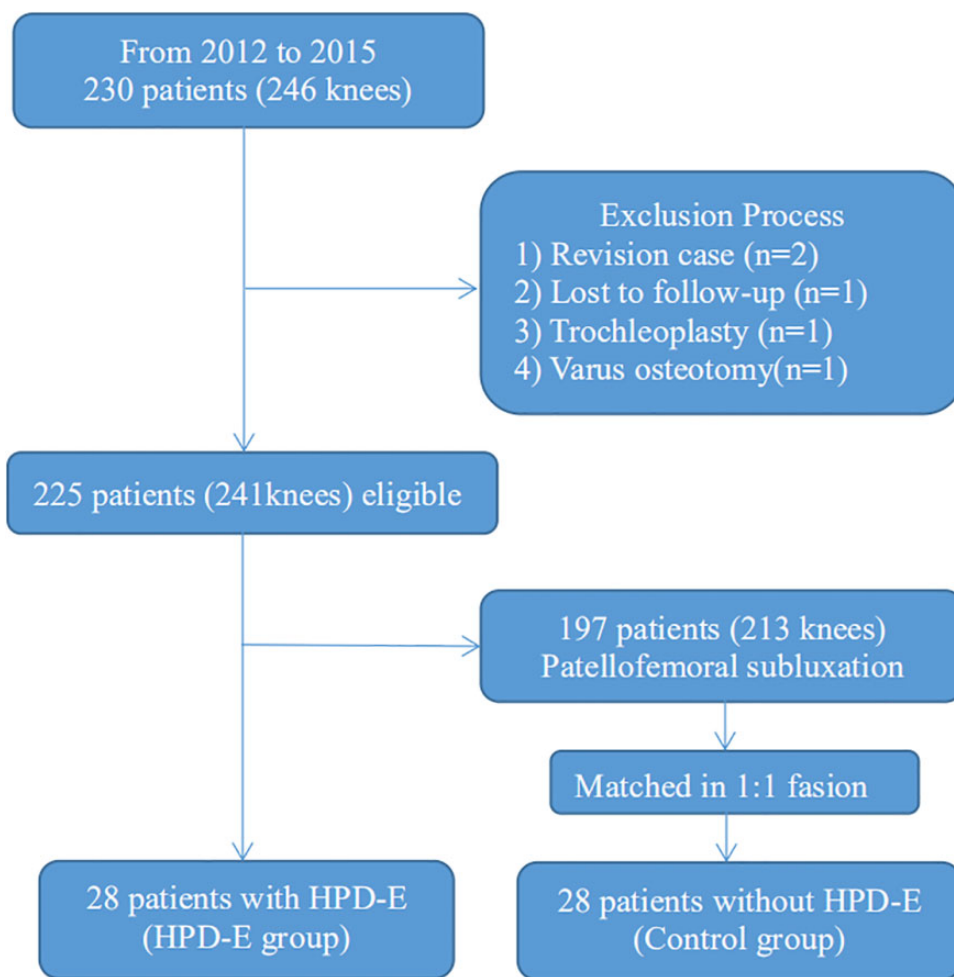 From 2012 to 2015
230 patients (246 knees)
Exclusion Process
1) Revision case (n=2)
2) Lost to follow-up (n=1)
3) Trochleoplasty (n=1)
4) Varus osteotomy(n=1)
225 patients (241knees) eligible
197 patients (213 knees)
Patellofemoral subluxation
Matched in 1:1 fasion
28 patients with HPD-E
(HPD-E group)
28 patients without HPD-E
(Control group)